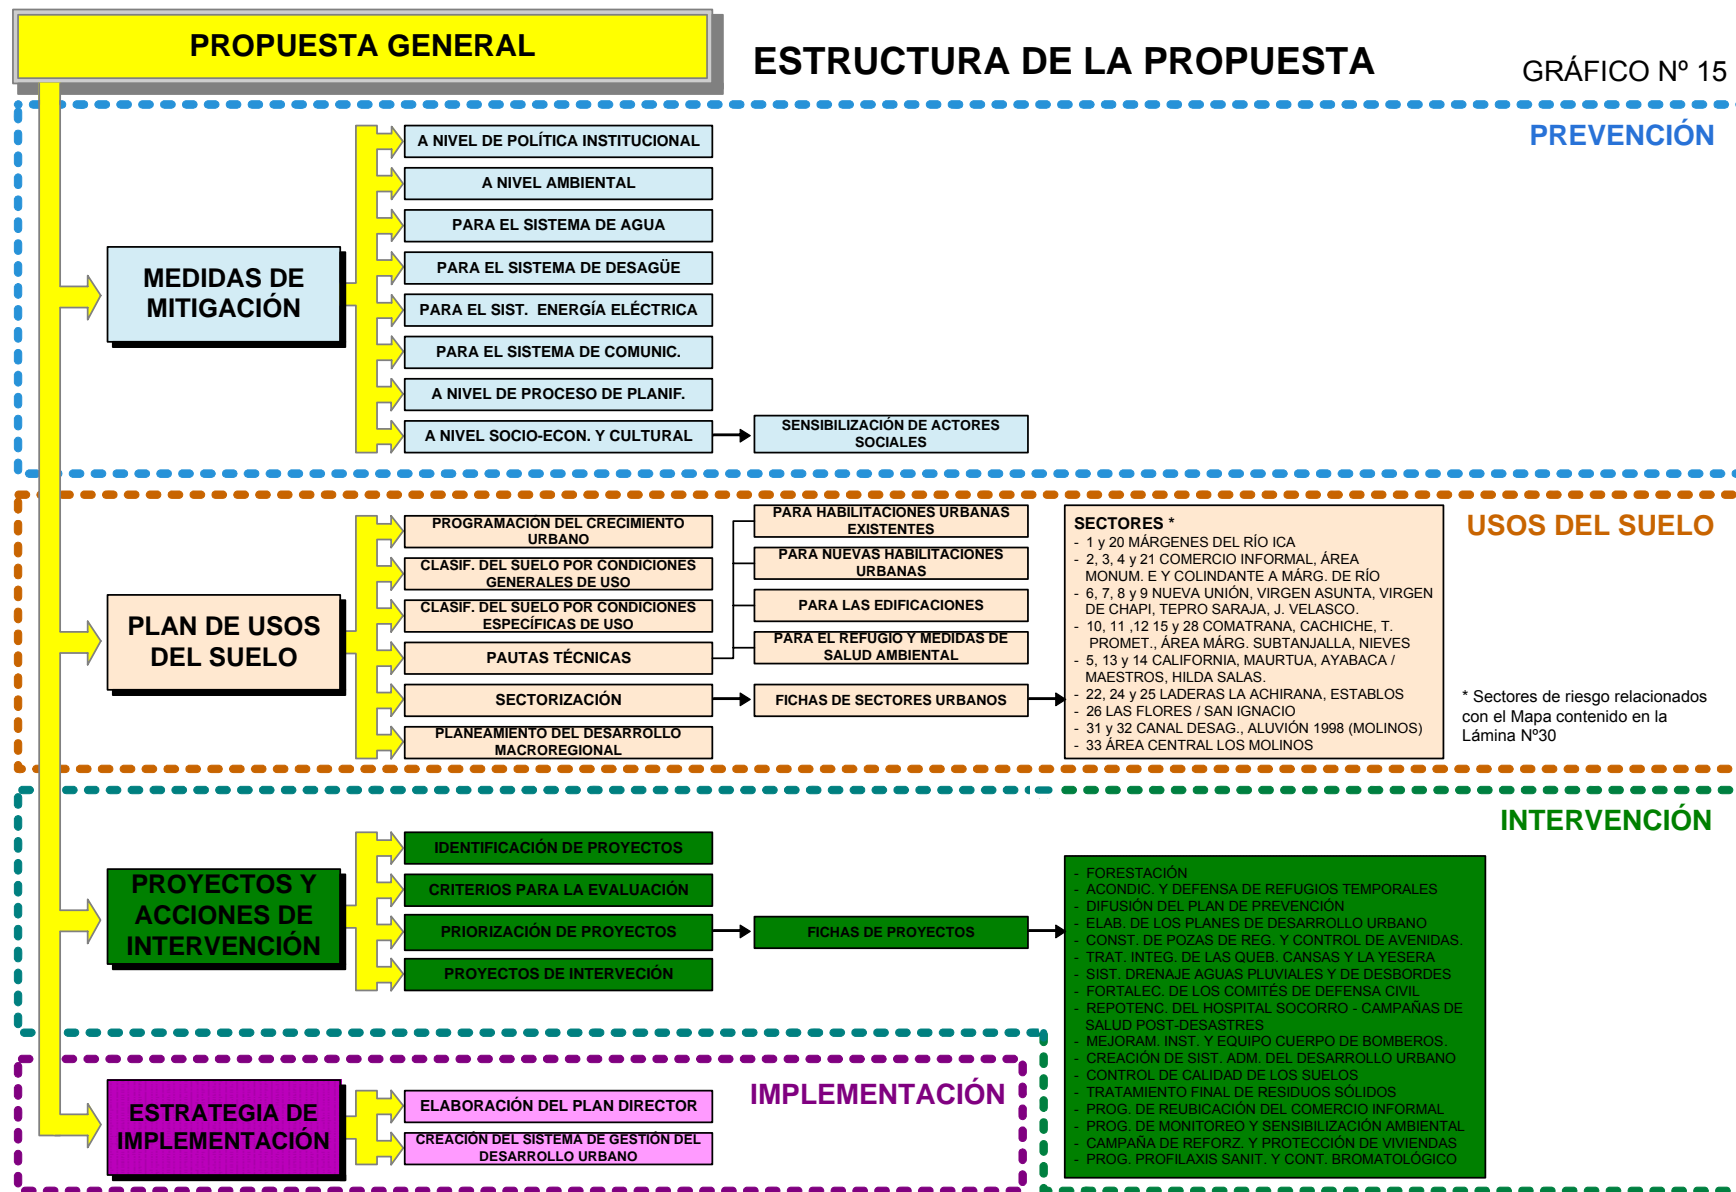 PROPUESTA GENERAL
ESTRUCTURA DE LA PROPUESTA
GRÁFICO Nº 15
PREVENCIÓN
MEDIDAS DE
MITIGACIÓN
A NIVEL DE POLÍTICA INSTITUCIONAL
A NIVEL AMBIENTAL
PARA EL SISTEMA DE AGUA
PARA EL SISTEMA DE DESAGÜE
PARA EL SIST. ENERGÍA ELÉCTRICA
PARA EL SISTEMA DE COMUNIC.
A NIVEL DE PROCESO DE PLANIF.
A NIVEL SOCIO-ECON. Y CULTURAL
SENSIBILIZACIÓN DE ACTORES
SOCIALES
USOS DEL SUELO
PLAN DE USOS
DEL SUELO
PROGRAMACIÓN DEL CRECIMIENTO
URBANO
CLASIF. DEL SUELO POR CONDICIONES
GENERALES DE USO
CLASIF. DEL SUELO POR CONDICIONES
ESPECÍFICAS DE USO
PAUTAS TÉCNICAS
SECTORIZACIÓN
PLANEAMIENTO DEL DESARROLLO
MACROREGIONAL
PARA HABILITACIONES URBANAS
EXISTENTES
PARA NUEVAS HABILITACIONES
URBANAS
PARA LAS EDIFICACIONES
PARA EL REFUGIO Y MEDIDAS DE
SALUD AMBIENTAL
FICHAS DE SECTORES URBANOS
SECTORES *
- 1 y 20 MÁRGENES DEL RÍO ICA
- 2, 3, 4 y 21 COMERCIO INFORMAL, ÁREA
MONUM. E Y COLINDANTE A MÁRG. DE RÍO
- 6, 7, 8 y 9 NUEVA UNIÓN, VIRGEN ASUNTA, VIRGEN
DE CHAPI, TEPRO SARAJA, J. VELASCO.
- 10, 11 ,12 15 y 28 COMATRANA, CACHICHE, T.
PROMET., ÁREA MÁRG. SUBTANJALLA, NIEVES
- 5, 13 y 14 CALIFORNIA, MAURTUA, AYABACA /
MAESTROS, HILDA SALAS.
- 22, 24 y 25 LADERAS LA ACHIRANA, ESTABLOS
- 26 LAS FLORES / SAN IGNACIO
- 31 y 32 CANAL DESAG., ALUVIÓN 1998 (MOLINOS)
- 33 ÁREA CENTRAL LOS MOLINOS
* Sectores de riesgo relacionados
con el Mapa contenido en la
Lámina Nº30
INTERVENCIÓN
PROYECTOS Y
ACCIONES DE
INTERVENCIÓN
IDENTIFICACIÓN DE PROYECTOS
CRITERIOS PARA LA EVALUACIÓN
PRIORIZACIÓN DE PROYECTOS
PROYECTOS DE INTERVECIÓN
FICHAS DE PROYECTOS
- FORESTACIÓN
- ACONDIC. Y DEFENSA DE REFUGIOS TEMPORALES
- DIFUSIÓN DEL PLAN DE PREVENCIÓN
- ELAB. DE LOS PLANES DE DESARROLLO URBANO
- CONST. DE POZAS DE REG. Y CONTROL DE AVENIDAS.
- TRAT. INTEG. DE LAS QUEB. CANSAS Y LA YESERA
- SIST. DRENAJE AGUAS PLUVIALES Y DE DESBORDES
- FORTALEC. DE LOS COMITÉS DE DEFENSA CIVIL
- REPOTENC. DEL HOSPITAL SOCORRO - CAMPAÑAS DE
SALUD POST-DESASTRES
- MEJORAM. INST. Y EQUIPO CUERPO DE BOMBEROS.
- CREACIÓN DE SIST. ADM. DEL DESARROLLO URBANO
- CONTROL DE CALIDAD DE LOS SUELOS
- TRATAMIENTO FINAL DE RESIDUOS SÓLIDOS
- PROG. DE REUBICACIÓN DEL COMERCIO INFORMAL
- PROG. DE MONITOREO Y SENSIBILIZACIÓN AMBIENTAL
- CAMPAÑA DE REFORZ. Y PROTECCIÓN DE VIVIENDAS
- PROG. PROFILAXIS SANIT. Y CONT. BROMATOLÓGICO
IMPLEMENTACIÓN
ESTRATEGIA DE
IMPLEMENTACIÓN
ELABORACIÓN DEL PLAN DIRECTOR
CREACIÓN DEL SISTEMA DE GESTIÓN DEL
DESARROLLO URBANO